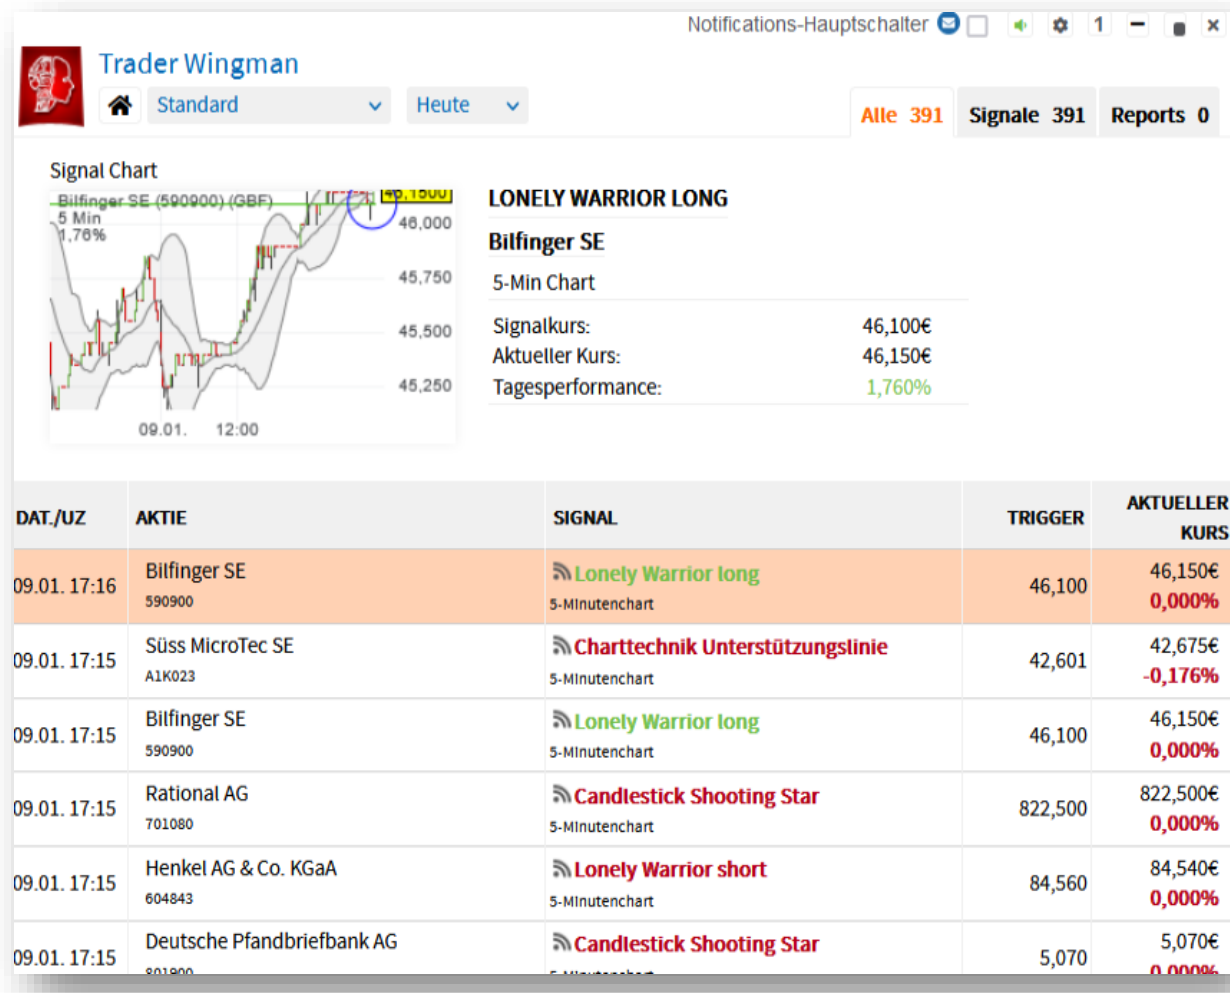 Notifications-Hauptschalter 1
Trader Wingman
Standard Heute
Alle 391 Signale 391 Reports 0
Signal Chart
Bilfinger SE (590900) (GBF)
5 Min
1,76%
46,1500
46,000
45,750
45,500
45,250
09.01. 12:00
LONELY WARRIOR LONG
Bilfinger SE
5-Min Chart
Signalkurs: 46,100€
Aktueller Kurs: 46,150€
Tagesperformance: 1,760%
DAT./UZ AKTIE SIGNAL TRIGGER AKTUELLER KURS
09.01. 17:16 Bilfinger SE Lonely Warrior long 46,100 46,150€
590900 5-Minutenchart 0,000%
09.01. 17:15 Süss MicroTec SE Charttechnik Unterstützungslinie 42,601 42,675€
A1K023 5-Minutenchart -0,176%
09.01. 17:15 Bilfinger SE Lonely Warrior long 46,100 46,150€
590900 5-Minutenchart 0,000%
09.01. 17:15 Rational AG Candlestick Shooting Star 822,500 822,500€
701080 5-Minutenchart 0,000%
09.01. 17:15 Henkel AG & Co. KGaA Lonely Warrior short 84,560 84,540€
604843 5-Minutenchart 0,000%
09.01. 17:15 Deutsche Pfandbriefbank AG Candlestick Shooting Star 5,070 5,070€
801900 5-Minutenchart 0,000%